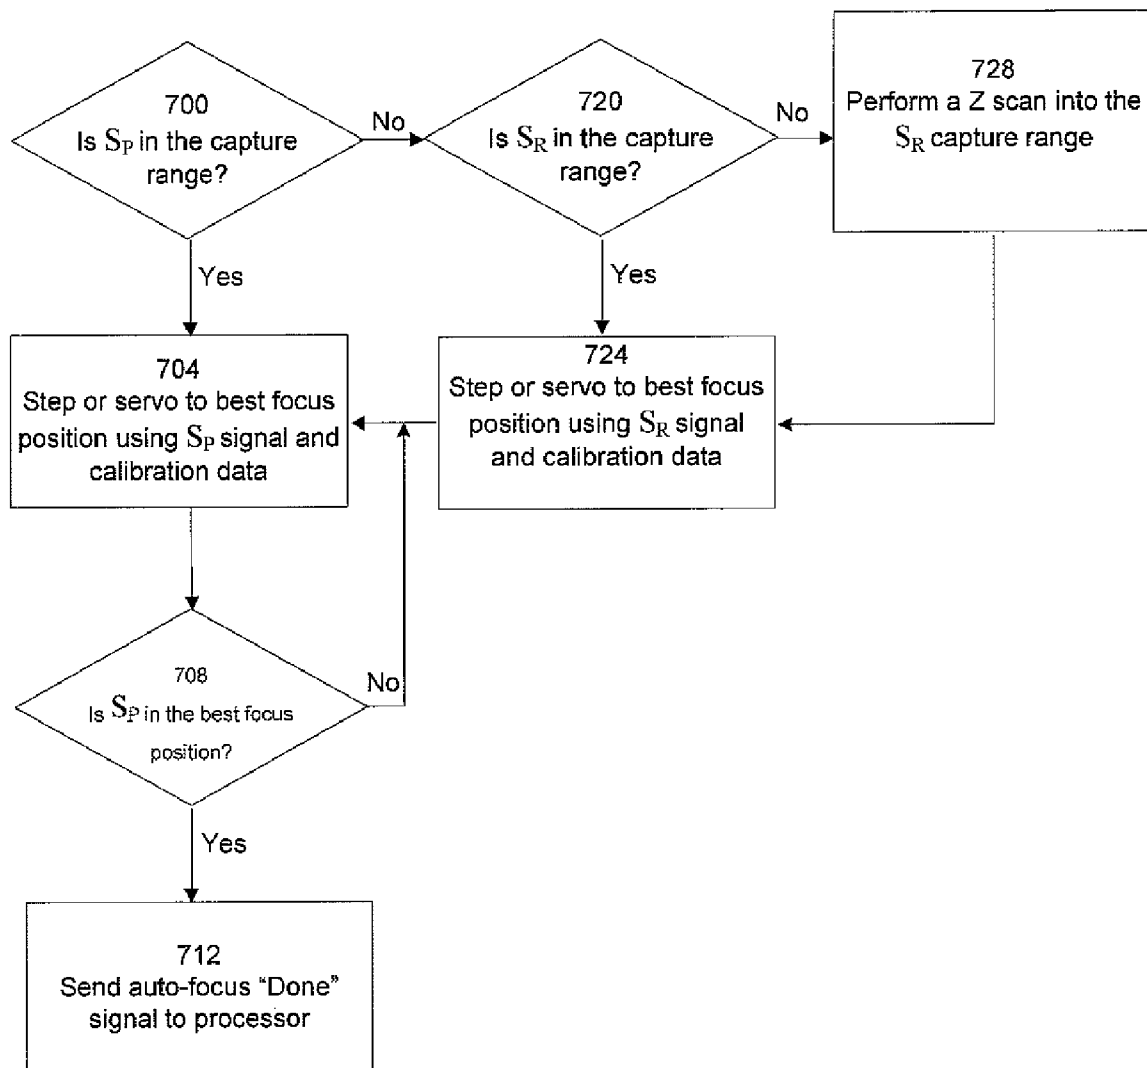 700
Is S_P in the capture
range?
No
720
Is S_R in the capture
range?
No
728
Perform a Z scan into the
S_R capture range
Yes
Yes
704
Step or servo to best focus
position using S_P signal and
calibration data
724
Step or servo to best focus
position using S_R signal
and calibration data
708
Is S_P in the best focus
position?
No
Yes
712
Send auto-focus “Done”
signal to processor